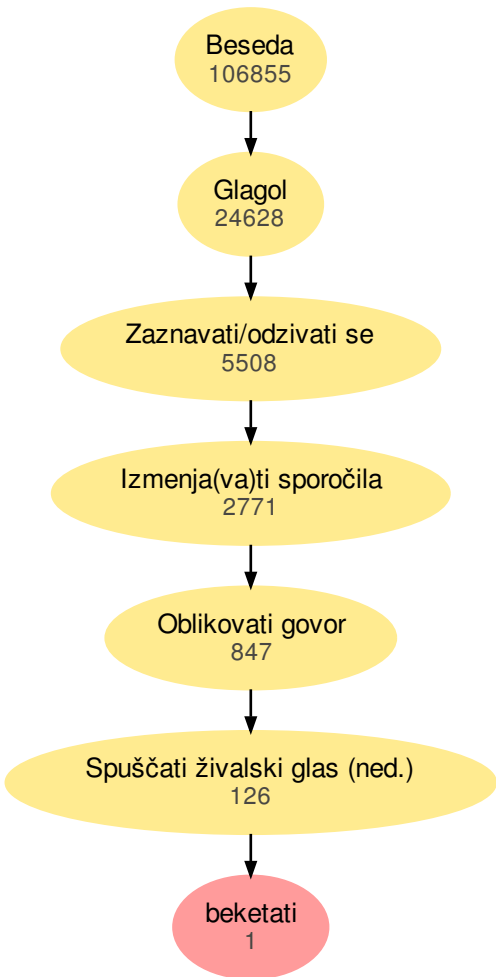 Beseda
106855
Glagol
24628
Zaznavati/odzivati se
5508
Izmenja(va)ti sporočila
2771
Oblikovati govor
847
Spuščati živalski glas (ned.)
126
beketati
1